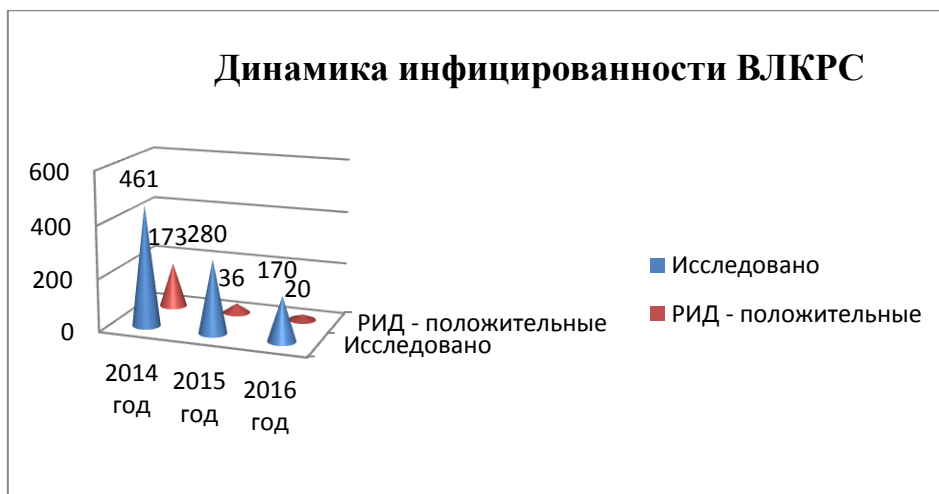 Динамика инфицированности ВЛКРС
600
400
200
0
461
173
280
36
170
20
2014 год
2015 год
2016 год
РИД - положительные
Исследовано
Исследовано
РИД - положительные